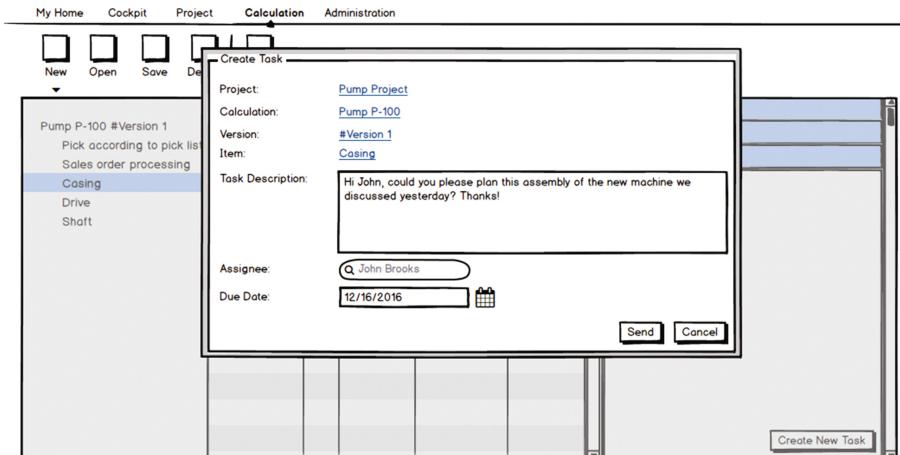 My Home Cockpit Project Calculation Administration
New Open Save
Create Task
Project: Pump Project
Calculation: Pump P-100
Version: #Version 1
Item: Casing
Task Description: Hi John, could you please plan this assembly of the new machine we
discussed yesterday? Thanks!
Assignee: John Brooks
Due Date: 12/16/2016
Send Cancel
Pump P-100 #Version 1
Pick according to pick list
Sales order processing
Casing
Drive
Shaft
Create New Task